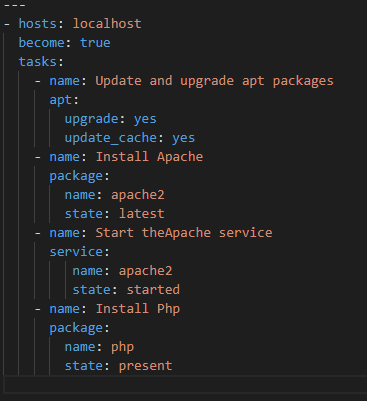 ---
- hosts: localhost
  become: true
  tasks:
    - name: Update and upgrade apt packages
      apt:
        upgrade: yes
        update_cache: yes
    - name: Install Apache
      package:
        name: apache2
        state: latest
    - name: Start theApache service
      service:
         name: apache2
         state: started
    - name: Install Php
      package:
        name: php
        state: present